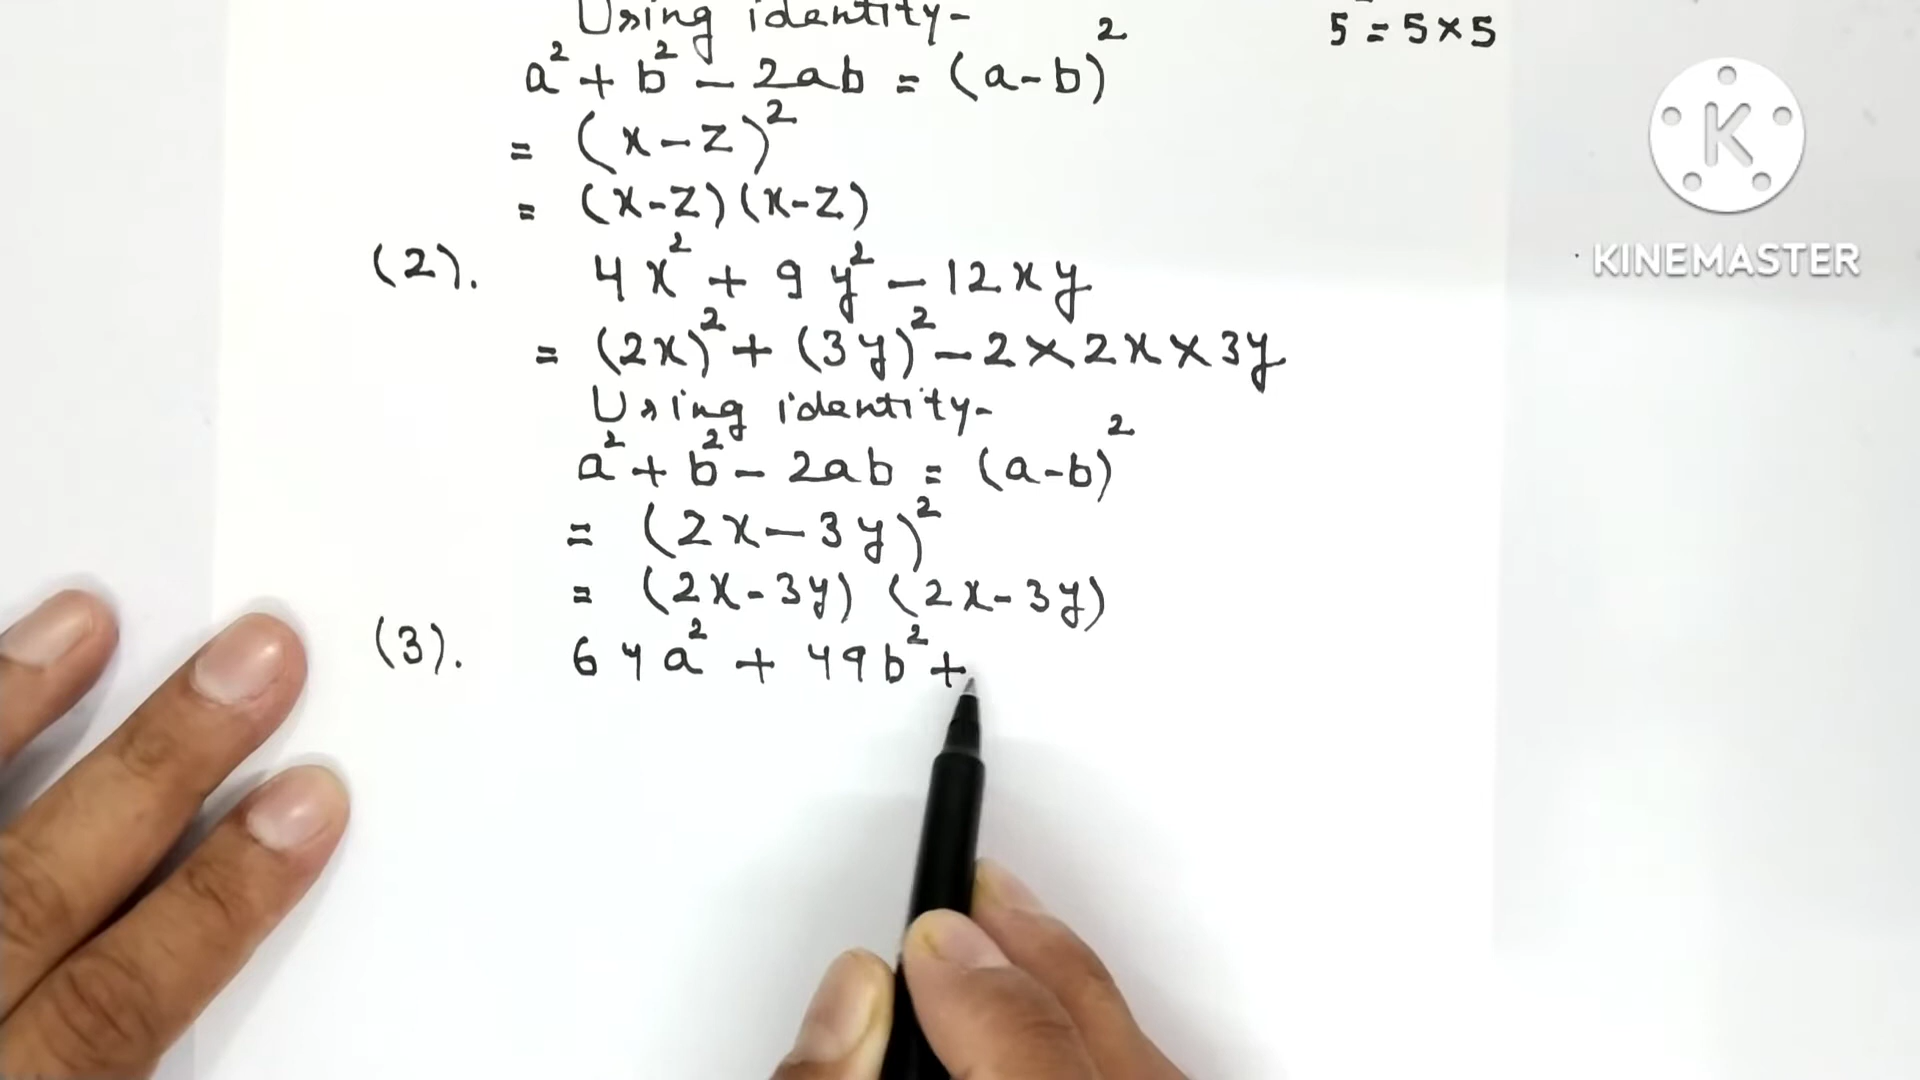 Using identity-
5 = 5×5
a² + b² - 2ab = (a-b)²
= (x-z)²
= (x-z)(x-z)
(2). 4x² + 9y² - 12xy
= (2x)² + (3y)² - 2×2x×3y
Using identity-
a² + b² - 2ab = (a-b)²
= (2x-3y)²
= (2x-3y) (2x-3y)
(3). 64a² + 49b² +
K
KINEMASTER